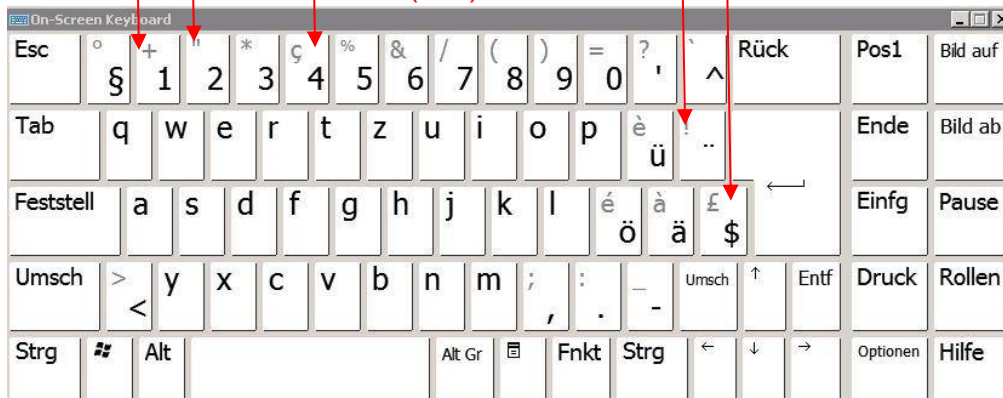 On-Screen Keyboard
Esc ° § + 1 " 2 * 3 ç 4 % 5 & 6 / 7 ( 8 ) 9 = 0 ? ' ` ^ Rück Pos1 Bild auf
Tab q w e r t z u i o p è ü ! ¨ Ende Bild ab
Feststell a s d f g h j k l é ö à ä £ $ ← Einfg Pause
Umsch > < y x c v b n m ; , : . _ - Umsch ↑ Entf Druck Rollen
Strg Alt Alt Gr Fnkt Strg ← ↓ → Optionen Hilfe